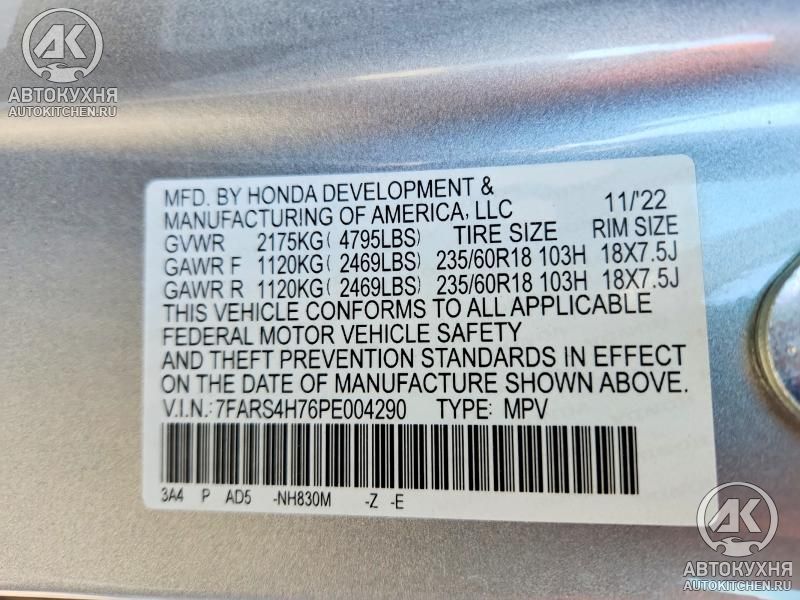 AK
АВТОКУХНЯ
AUTOKITCHEN.RU
MFD. BY HONDA DEVELOPMENT &
MANUFACTURING OF AMERICA, LLC 11/'22
GVWR 2175KG( 4795LBS) TIRE SIZE RIM SIZE
GAWR F 1120KG( 2469LBS) 235/60R18 103H 18X7.5J
GAWR R 1120KG( 2469LBS) 235/60R18 103H 18X7.5J
THIS VEHICLE CONFORMS TO ALL APPLICABLE
FEDERAL MOTOR VEHICLE SAFETY
AND THEFT PREVENTION STANDARDS IN EFFECT
ON THE DATE OF MANUFACTURE SHOWN ABOVE.
V.I.N.:7FARS4H76PE004290 TYPE: MPV
3A4 P AD5 -NH830M -Z -E
AK
АВТОКУХНЯ
AUTOKITCHEN.RU